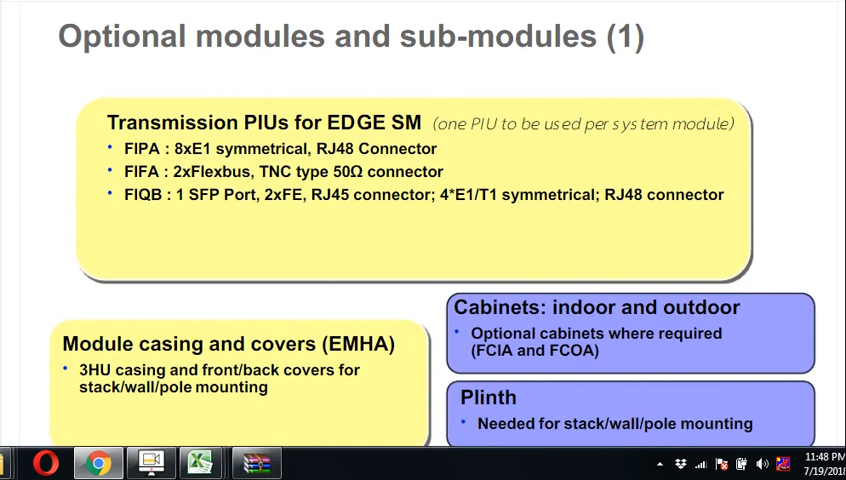 Optional modules and sub-modules (1)
Transmission PIUs for EDGE SM (one PIU to be used per system module)
• FIPA : 8xE1 symmetrical, RJ48 Connector
• FIFA : 2xFlexbus, TNC type 50Ω connector
• FIQB : 1 SFP Port, 2xFE, RJ45 connector; 4*E1/T1 symmetrical; RJ48 connector
Module casing and covers (EMHA)
• 3HU casing and front/back covers for
stack/wall/pole mounting
Cabinets: indoor and outdoor
• Optional cabinets where required
(FCIA and FCOA)
Plinth
• Needed for stack/wall/pole mounting
11:48 PM
7/19/2018